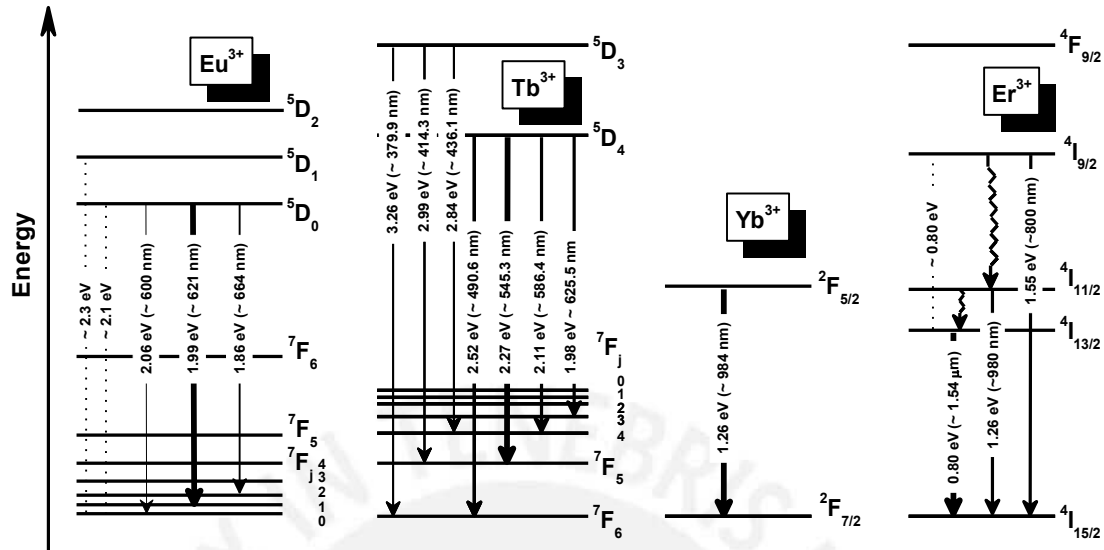 Energy
Eu³⁺
⁵D₂
⁵D₁
⁵D₀
~ 2.3 eV
~ 2.1 eV
2.06 eV (~ 600 nm)
1.99 eV (~ 621 nm)
1.86 eV (~ 664 nm)
⁷F₆
⁷F₅
⁷Fⱼ
4
3
2
1
0
Tb³⁺
⁵D₃
⁵D₄
3.26 eV (~ 379.9 nm)
2.99 eV (~ 414.3 nm)
2.84 eV (~ 436.1 nm)
2.52 eV (~ 490.6 nm)
2.27 eV (~ 545.3 nm)
2.11 eV (~ 586.4 nm)
1.98 eV (~ 625.5 nm)
⁷Fⱼ
0
1
2
3
4
⁷F₅
⁷F₆
Yb³⁺
²F₅/₂
1.26 eV (~ 984 nm)
²F₇/₂
Er³⁺
⁴F₉/₂
⁴I₉/₂
~ 0.80 eV
1.55 eV (~800 nm)
⁴I₁₁/₂
⁴I₁₃/₂
0.80 eV (~ 1.54 μm)
1.26 eV (~980 nm)
⁴I₁₅/₂
IN TENEBRIS